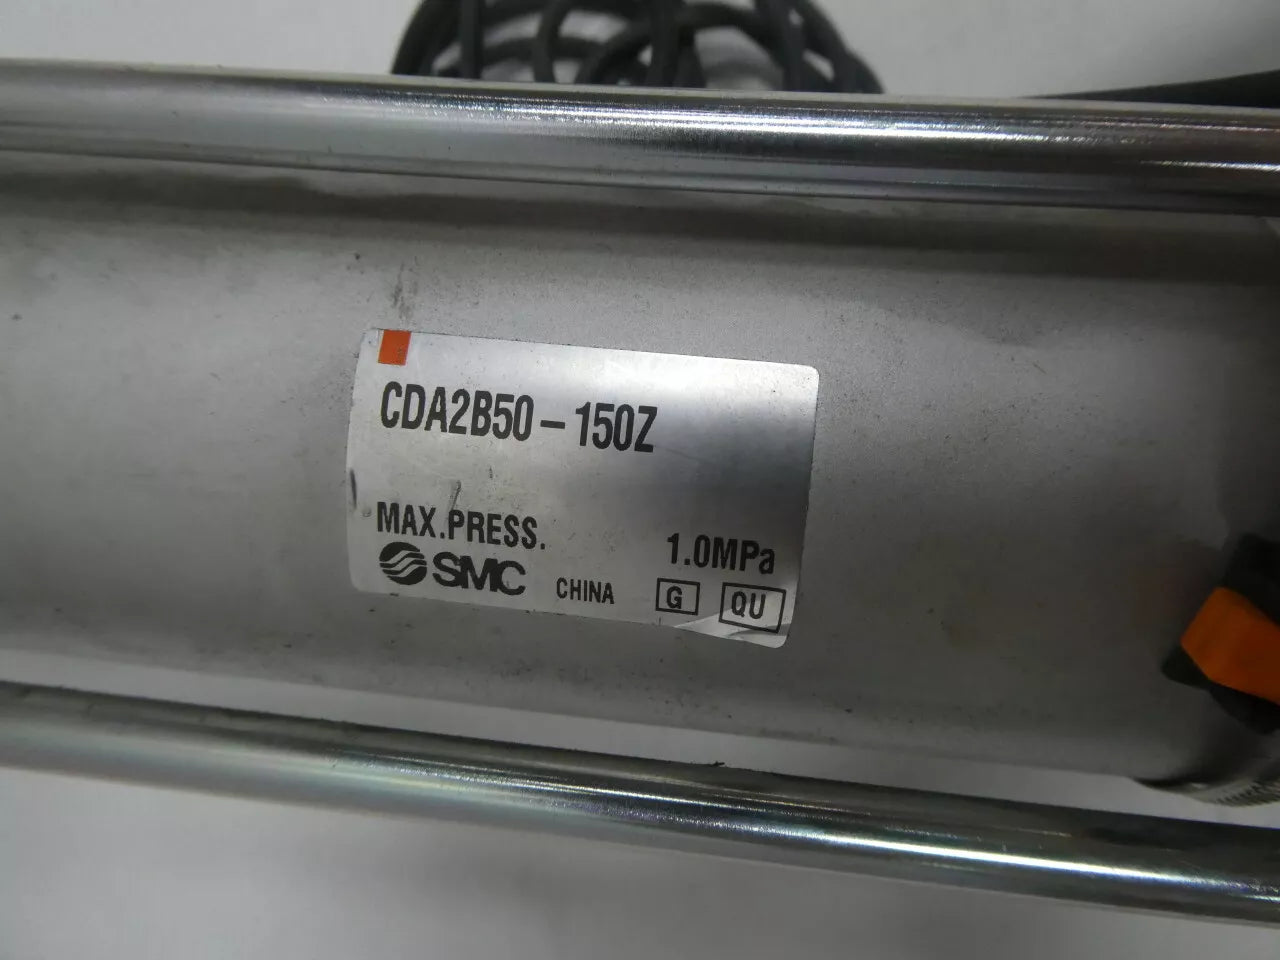 CDA2B50-150Z
MAX.PRESS. 1.0MPa
SMC CHINA G QU